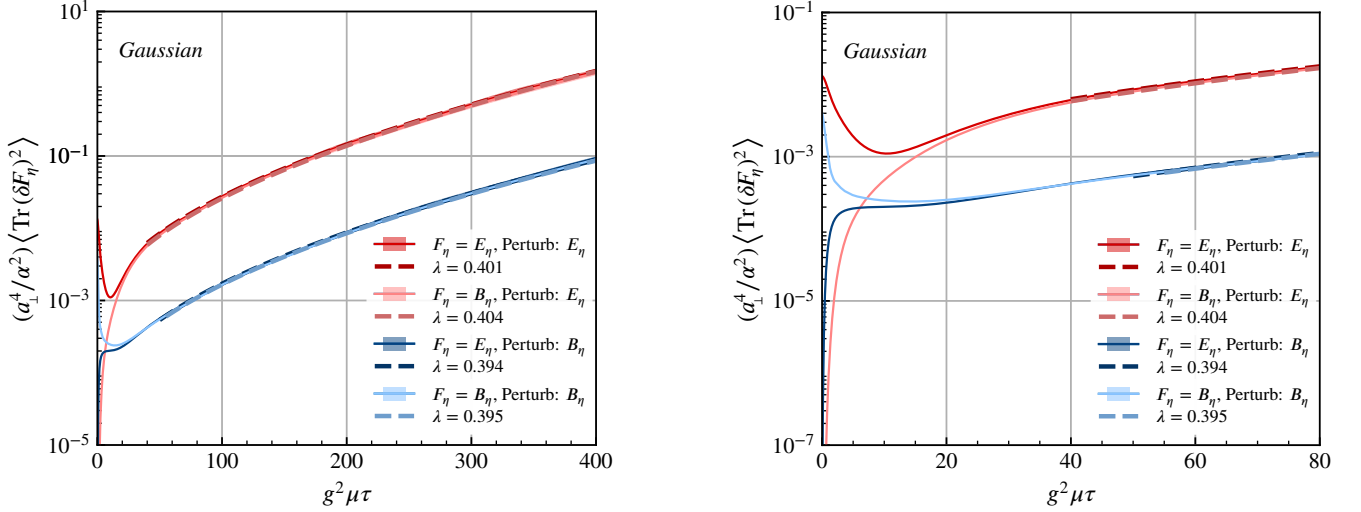 10^1
10^{-1}
10^{-3}
10^{-5}
(a_⊥^4/α^2) ⟨Tr (δF_η)^2⟩
Gaussian
F_η = E_η, Perturb: E_η
λ = 0.401
F_η = B_η, Perturb: E_η
λ = 0.404
F_η = E_η, Perturb: B_η
λ = 0.394
F_η = B_η, Perturb: B_η
λ = 0.395
0 100 200 300 400
g^2μτ
10^{-1}
10^{-3}
10^{-5}
10^{-7}
(a_⊥^4/α^2) ⟨Tr (δF_η)^2⟩
Gaussian
F_η = E_η, Perturb: E_η
λ = 0.401
F_η = B_η, Perturb: E_η
λ = 0.404
F_η = E_η, Perturb: B_η
λ = 0.394
F_η = B_η, Perturb: B_η
λ = 0.395
0 20 40 60 80
g^2μτ